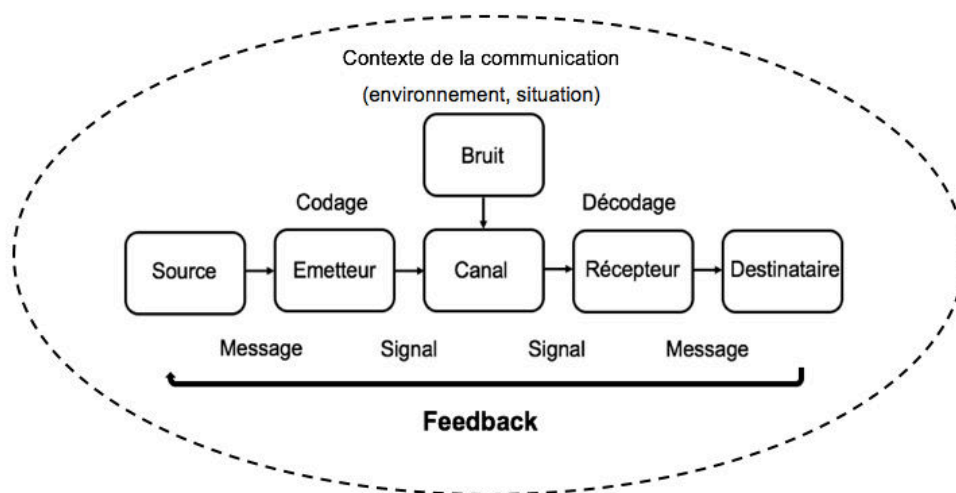 Contexte de la communication
(environnement, situation)
Bruit
Codage
Décodage
Source
Emetteur
Canal
Récepteur
Destinataire
Message
Signal
Signal
Message
Feedback